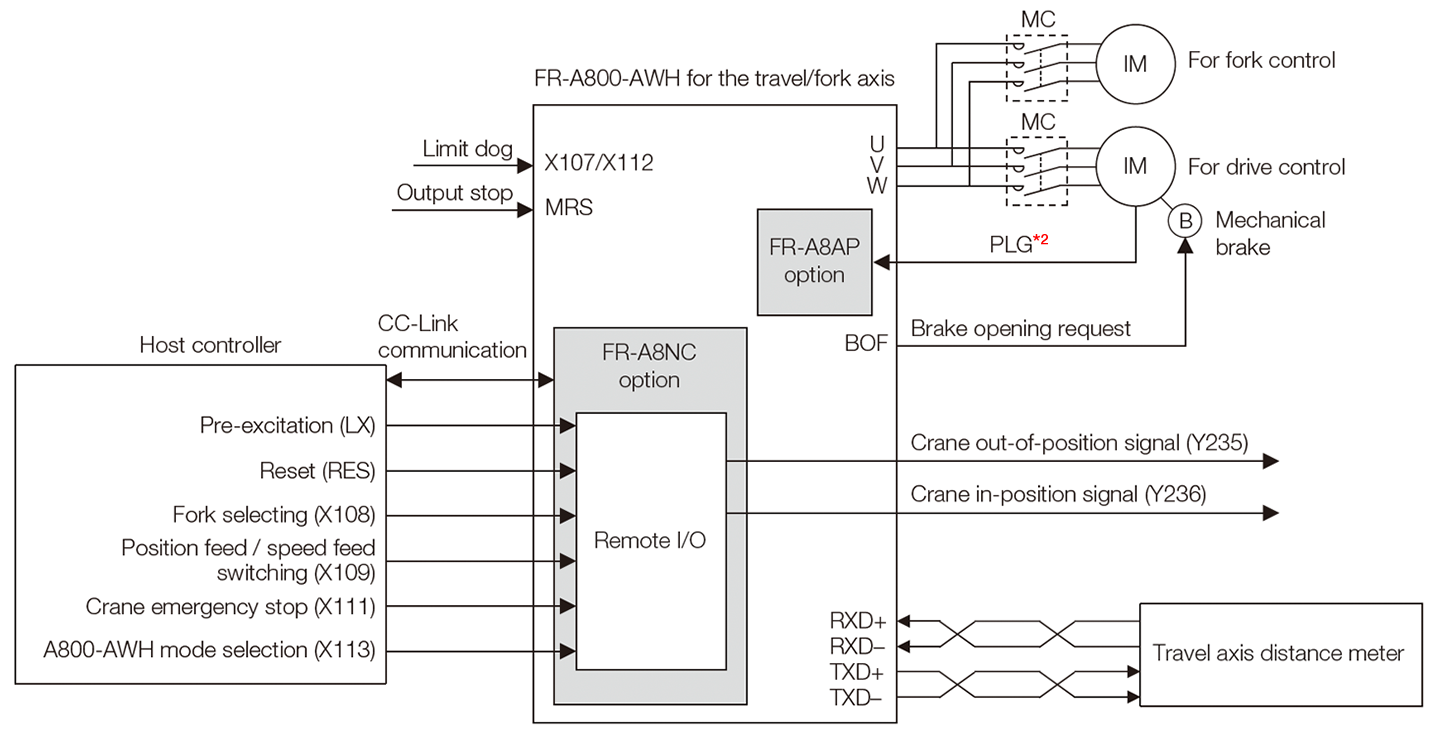 MC
IM
For fork control
FR-A800-AWH for the travel/fork axis
MC
Limit dog
X107/X112
U
V
W
IM
For drive control
Output stop
MRS
B
Mechanical
brake
FR-A8AP
option
PLG*2
CC-Link
communication
BOF
Brake opening request
Host controller
FR-A8NC
option
Pre-excitation (LX)
Reset (RES)
Fork selecting (X108)
Position feed / speed feed
switching (X109)
Crane emergency stop (X111)
A800-AWH mode selection (X113)
Remote I/O
Crane out-of-position signal (Y235)
Crane in-position signal (Y236)
RXD+
RXD–
TXD+
TXD–
Travel axis distance meter